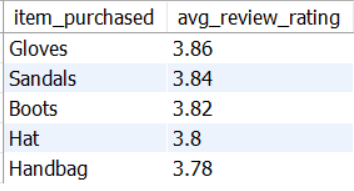 item_purchased avg_review_rating
Gloves 3.86
Sandals 3.84
Boots 3.82
Hat 3.8
Handbag 3.78